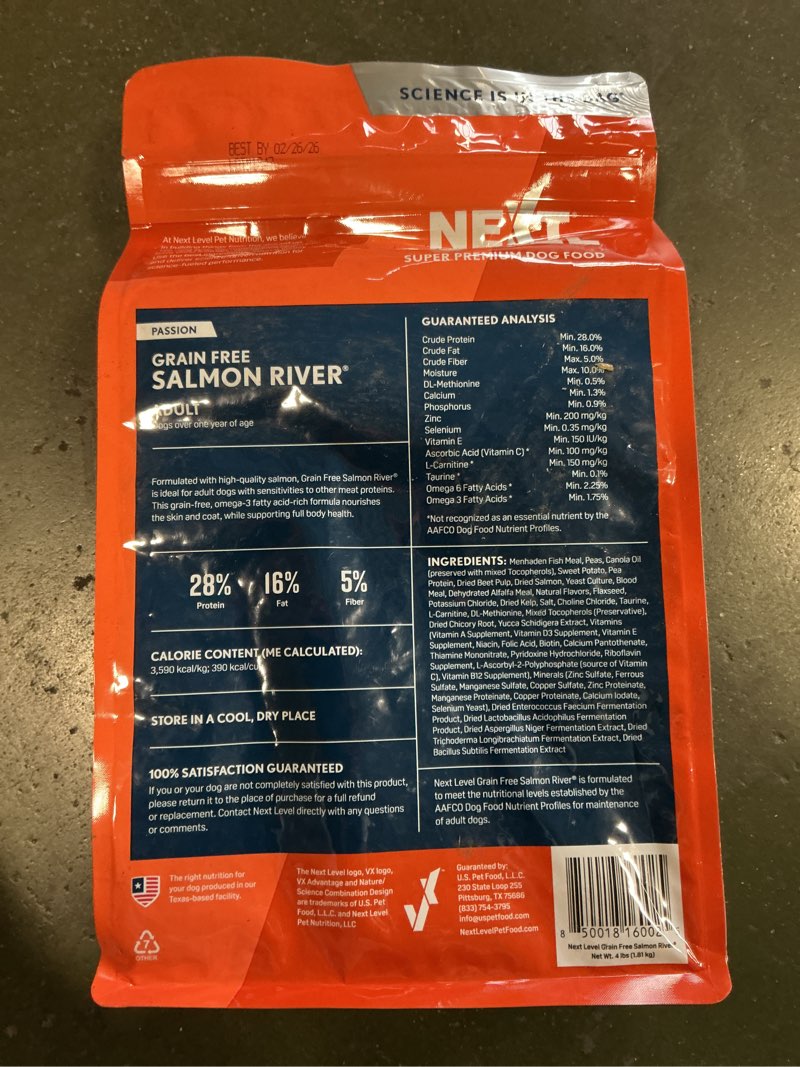 SCIENCE IS IN THE BAG
BEST BY 02/26/26
At Next Level Pet Nutrition, we believe
science-fueled performance.
NEXT
SUPER PREMIUM DOG FOOD
PASSION
GRAIN FREE
SALMON RIVER®
ADULT
Dogs over one year of age
Formulated with high-quality salmon, Grain Free Salmon River®
is ideal for adult dogs with sensitivities to other meat proteins.
This grain-free, omega-3 fatty acid-rich formula nourishes
the skin and coat, while supporting full body health.
28% 16% 5%
Protein Fat Fiber
CALORIE CONTENT (ME CALCULATED):
3,590 kcal/kg; 390 kcal/cu
STORE IN A COOL, DRY PLACE
100% SATISFACTION GUARANTEED
If you or your dog are not completely satisfied with this product,
please return it to the place of purchase for a full refund
or replacement. Contact Next Level directly with any questions
or comments.
GUARANTEED ANALYSIS
Crude Protein Min. 28.0%
Crude Fat Min. 16.0%
Crude Fiber Max. 5.0%
Moisture Max. 10.0%
DL-Methionine Min. 0.5%
Calcium Min. 1.3%
Phosphorus Min. 0.9%
Zinc Min. 200 mg/kg
Selenium Min. 0.35 mg/kg
Vitamin E Min. 150 IU/kg
Ascorbic Acid (Vitamin C)* Min. 100 mg/kg
L-Carnitine* Min. 150 mg/kg
Taurine* Min. 0.1%
Omega 6 Fatty Acids* Min. 2.25%
Omega 3 Fatty Acids* Min. 1.75%
*Not recognized as an essential nutrient by the
AAFCO Dog Food Nutrient Profiles.
INGREDIENTS: Menhaden Fish Meal, Peas, Canola Oil
(preserved with mixed Tocopherols), Sweet Potato, Pea
Protein, Dried Beet Pulp, Dried Salmon, Yeast Culture, Blood
Meal, Dehydrated Alfalfa Meal, Natural Flavors, Flaxseed,
Potassium Chloride, Dried Kelp, Salt, Choline Chloride, Taurine,
L-Carnitine, DL-Methionine, Mixed Tocopherols (Preservative),
Dried Chicory Root, Yucca Schidigera Extract, Vitamins
(Vitamin A Supplement, Vitamin D3 Supplement, Vitamin E
Supplement, Niacin, Folic Acid, Biotin, Calcium Pantothenate,
Thiamine Mononitrate, Pyridoxine Hydrochloride, Riboflavin
Supplement, L-Ascorbyl-2-Polyphosphate (source of Vitamin
C), Vitamin B12 Supplement), Minerals (Zinc Sulfate, Ferrous
Sulfate, Manganese Sulfate, Copper Sulfate, Zinc Proteinate,
Manganese Proteinate, Copper Proteinate, Calcium Iodate,
Selenium Yeast), Dried Enterococcus Faecium Fermentation
Product, Dried Lactobacillus Acidophilus Fermentation
Product, Dried Aspergillus Niger Fermentation Extract, Dried
Trichoderma Longibrachiatum Fermentation Extract, Dried
Bacillus Subtilis Fermentation Extract
Next Level Grain Free Salmon River® is formulated
to meet the nutritional levels established by the
AAFCO Dog Food Nutrient Profiles for maintenance
of adult dogs.
The right nutrition for
your dog produced in our
Texas-based facility.
7
OTHER
The Next Level logo, VX logo,
VX Advantage and Nature/
Science Combination Design
are trademarks of U.S. Pet
Food, L.L.C. and Next Level
Pet Nutrition, LLC
VX
Guaranteed by:
U.S. Pet Food, L.L.C.
230 State Loop 255
Pittsburg, TX 75686
(833) 754-3795
info@uspetfood.com
NextLevelPetFood.com
8 50018 16002
Next Level Grain Free Salmon River®
Net Wt. 4 lbs (1.81 kg)